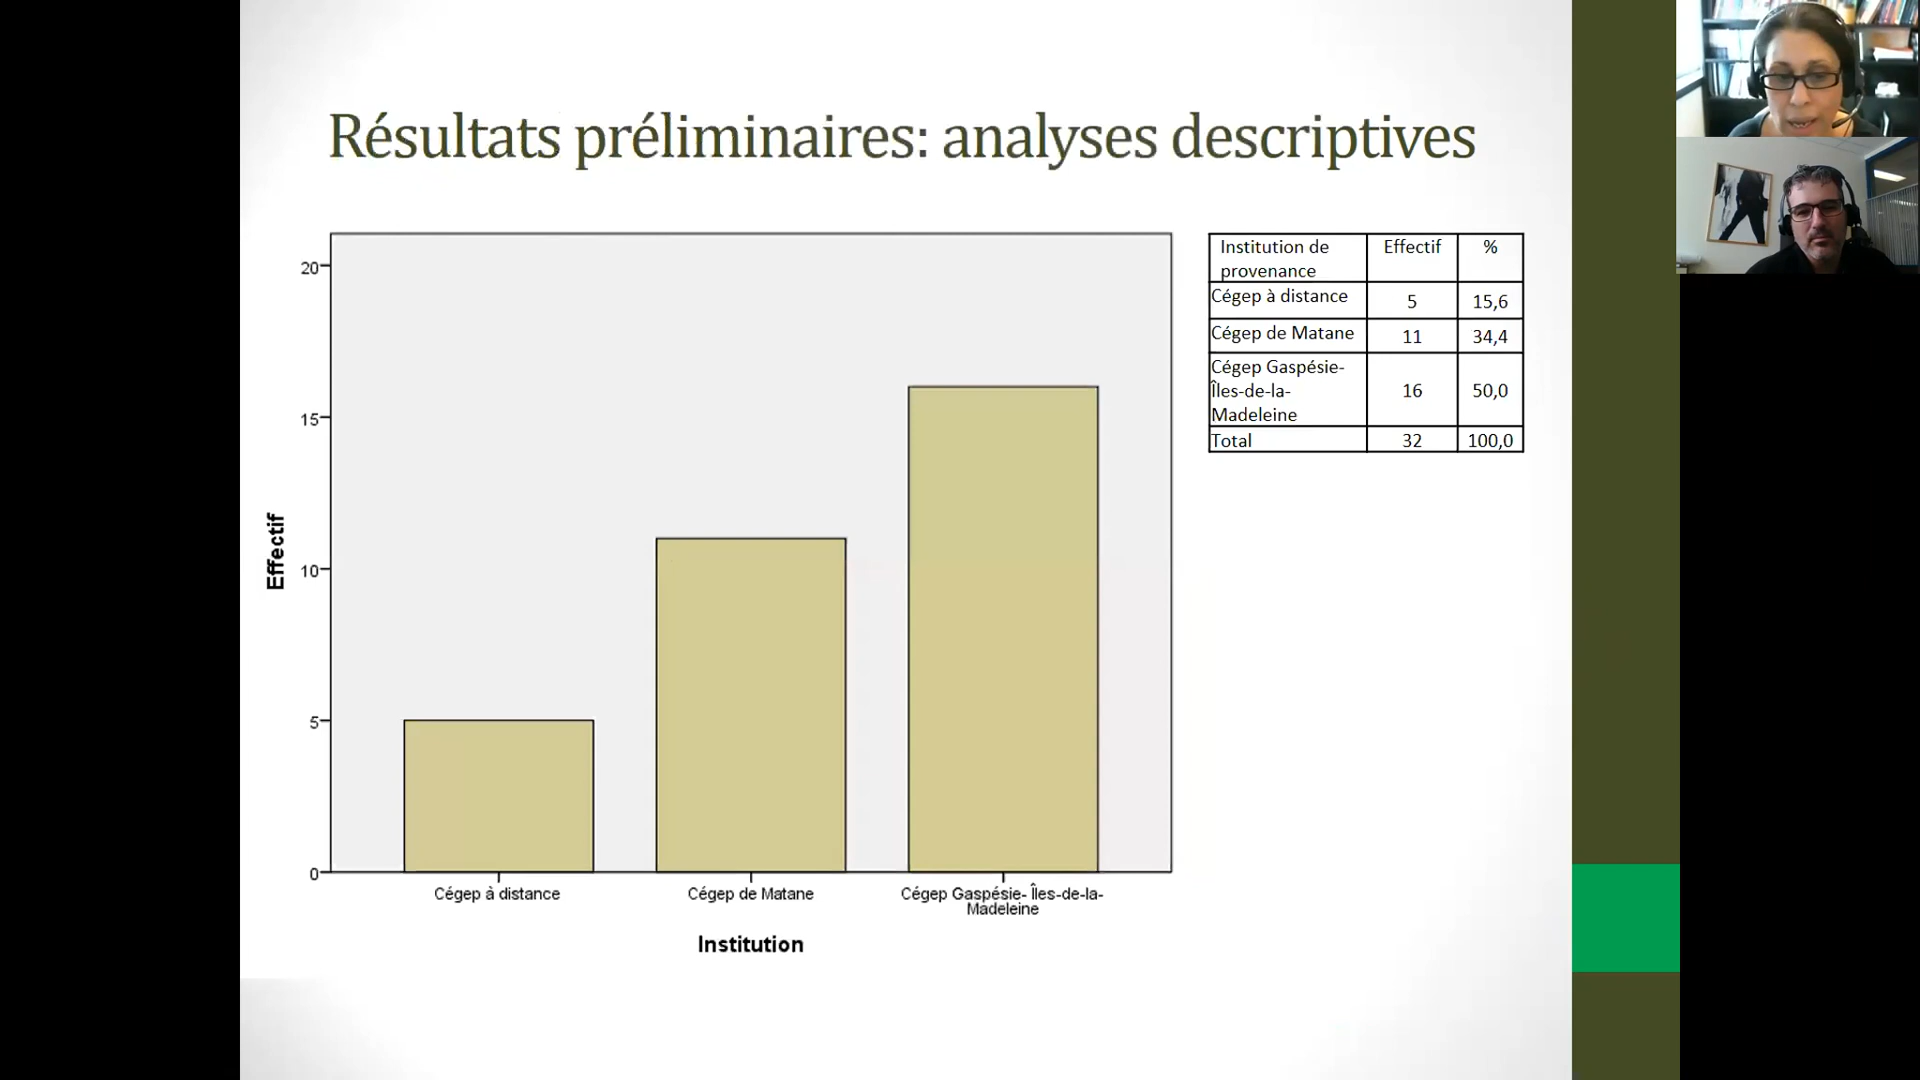 Résultats préliminaires: analyses descriptives
20
15
10
5
0
Effectif
Cégep à distance
Cégep de Matane
Cégep Gaspésie- Îles-de-la-
Madeleine
Institution
Institution de
provenance
Effectif
%
Cégep à distance
5
15,6
Cégep de Matane
11
34,4
Cégep Gaspésie-
Îles-de-la-
Madeleine
16
50,0
Total
32
100,0